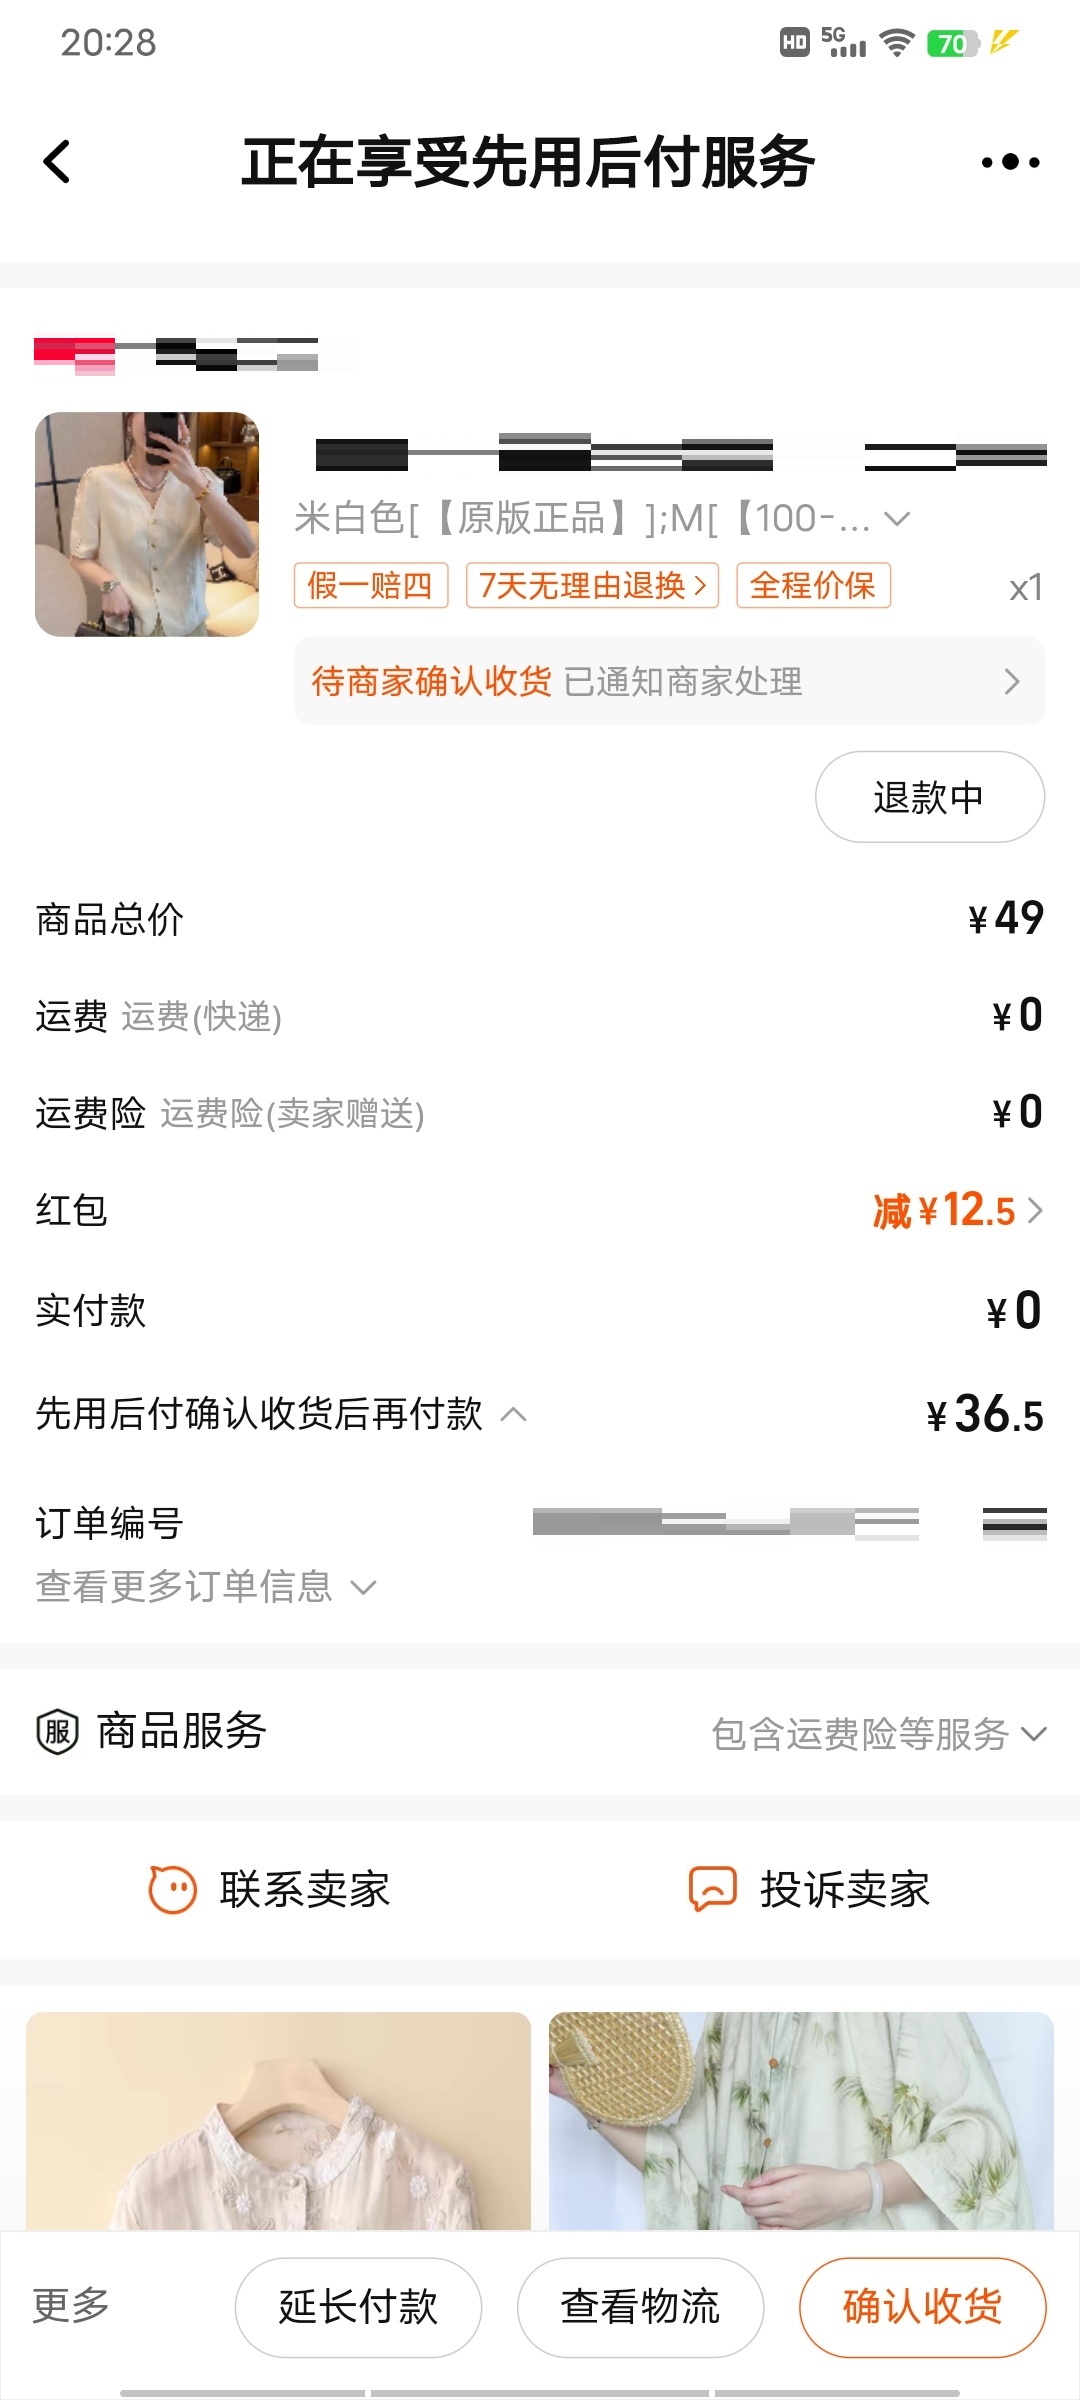 20:28
HD 5G 70
正在享受先用后付服务
米白色[【原版正品】];M[【100-...
假一赔四 7天无理由退换 全程价保 x1
待商家确认收货 已通知商家处理
退款中
商品总价 ¥49
运费 运费(快递) ¥0
运费险 运费险(卖家赠送) ¥0
红包 减¥12.5
实付款 ¥0
先用后付确认收货后再付款 ¥36.5
订单编号
查看更多订单信息
服 商品服务 包含运费险等服务
联系卖家 投诉卖家
更多 延长付款 查看物流 确认收货